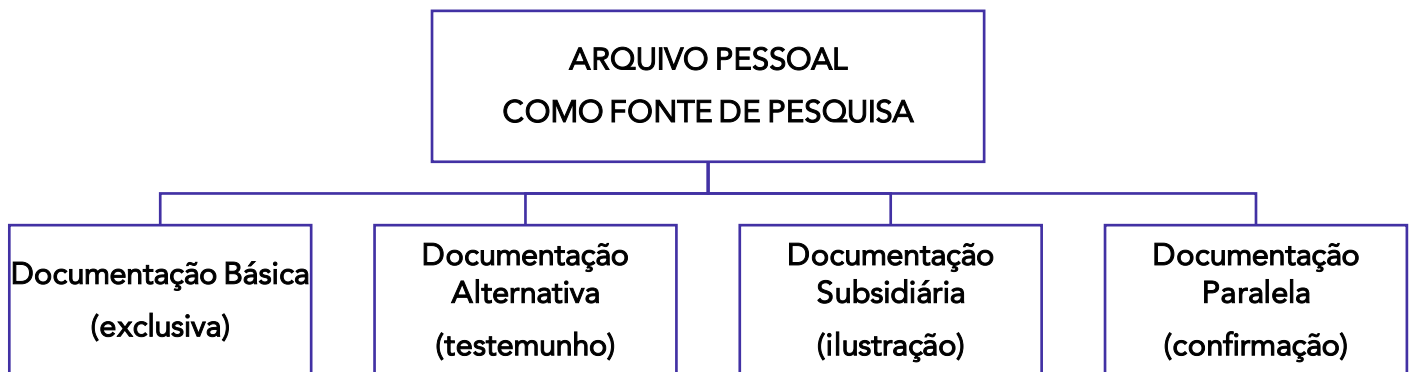 ARQUIVO PESSOAL
COMO FONTE DE PESQUISA
Documentação Básica
(exclusiva)
Documentação
Alternativa
(testemunho)
Documentação
Subsidiária
(ilustração)
Documentação
Paralela
(confirmação)